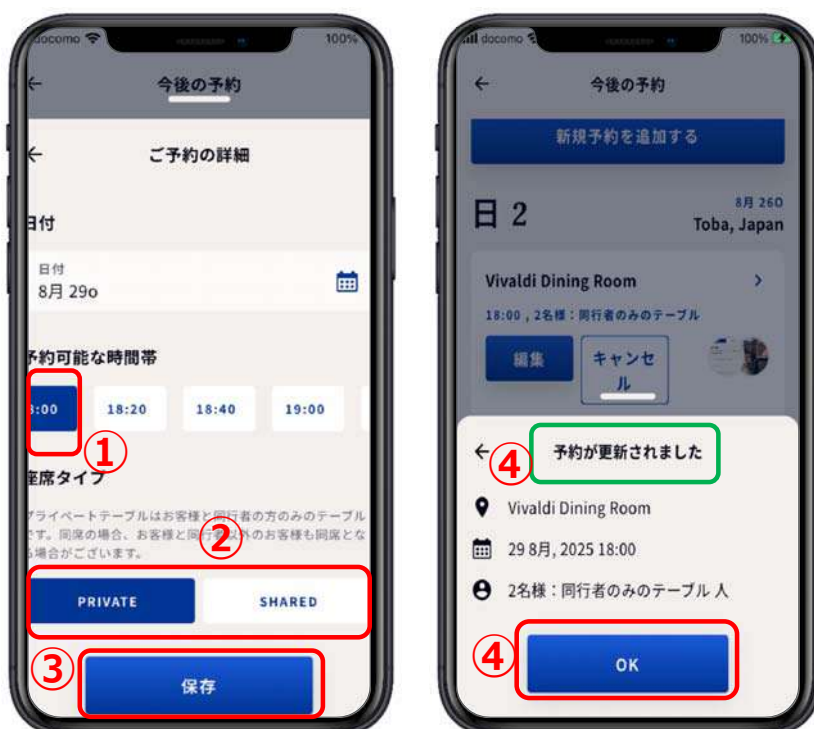 docomo 100%
今後の予約
ご予約の詳細
日付
日付
8月 29o
予約可能な時間帯
8:00 18:20 18:40 19:00
①
座席タイプ
プライベートテーブルはお客様と同行者の方のみのテーブル
です。同席の場合、お客様と同行者以外のお客様も同席とな
る場合がございます。
②
PRIVATE SHARED
③
保存
docomo 100%
今後の予約
新規予約を追加する
日 2
8月 26O
Toba, Japan
Vivaldi Dining Room
18:00 , 2名様：同行者のみのテーブル
編集
キャンセ
ル
④ 予約が更新されました
Vivaldi Dining Room
29 8月, 2025 18:00
2名様：同行者のみのテーブル 人
④
OK